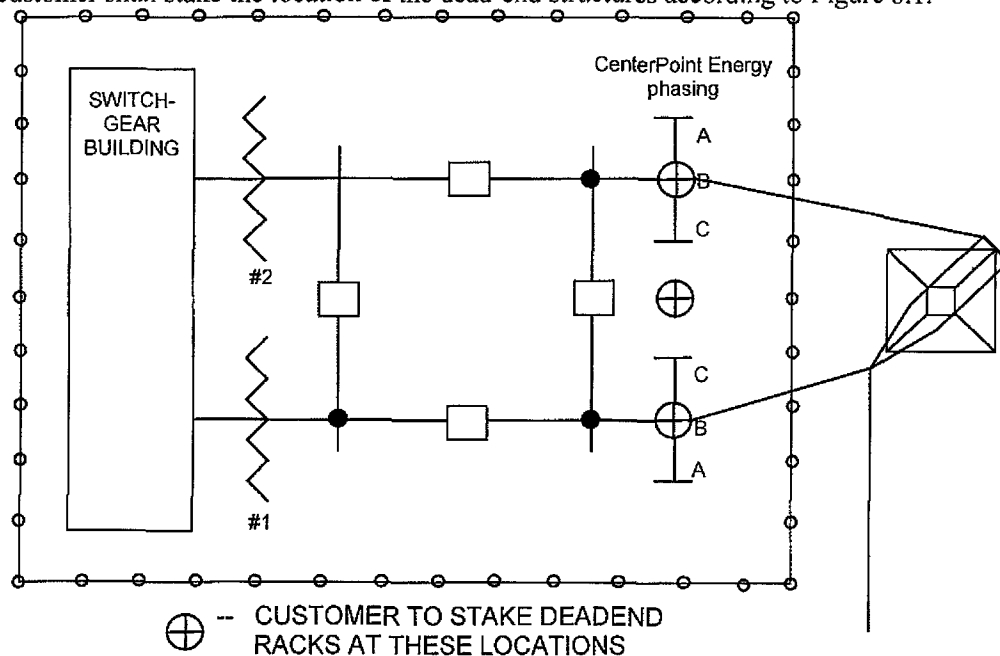 customer shall stake the location of the dead-end structures according to Figure 8.1.
CenterPoint Energy
phasing
SWITCH-
GEAR
BUILDING
A
B
C
#2
C
B
A
#1
-- CUSTOMER TO STAKE DEADEND
RACKS AT THESE LOCATIONS